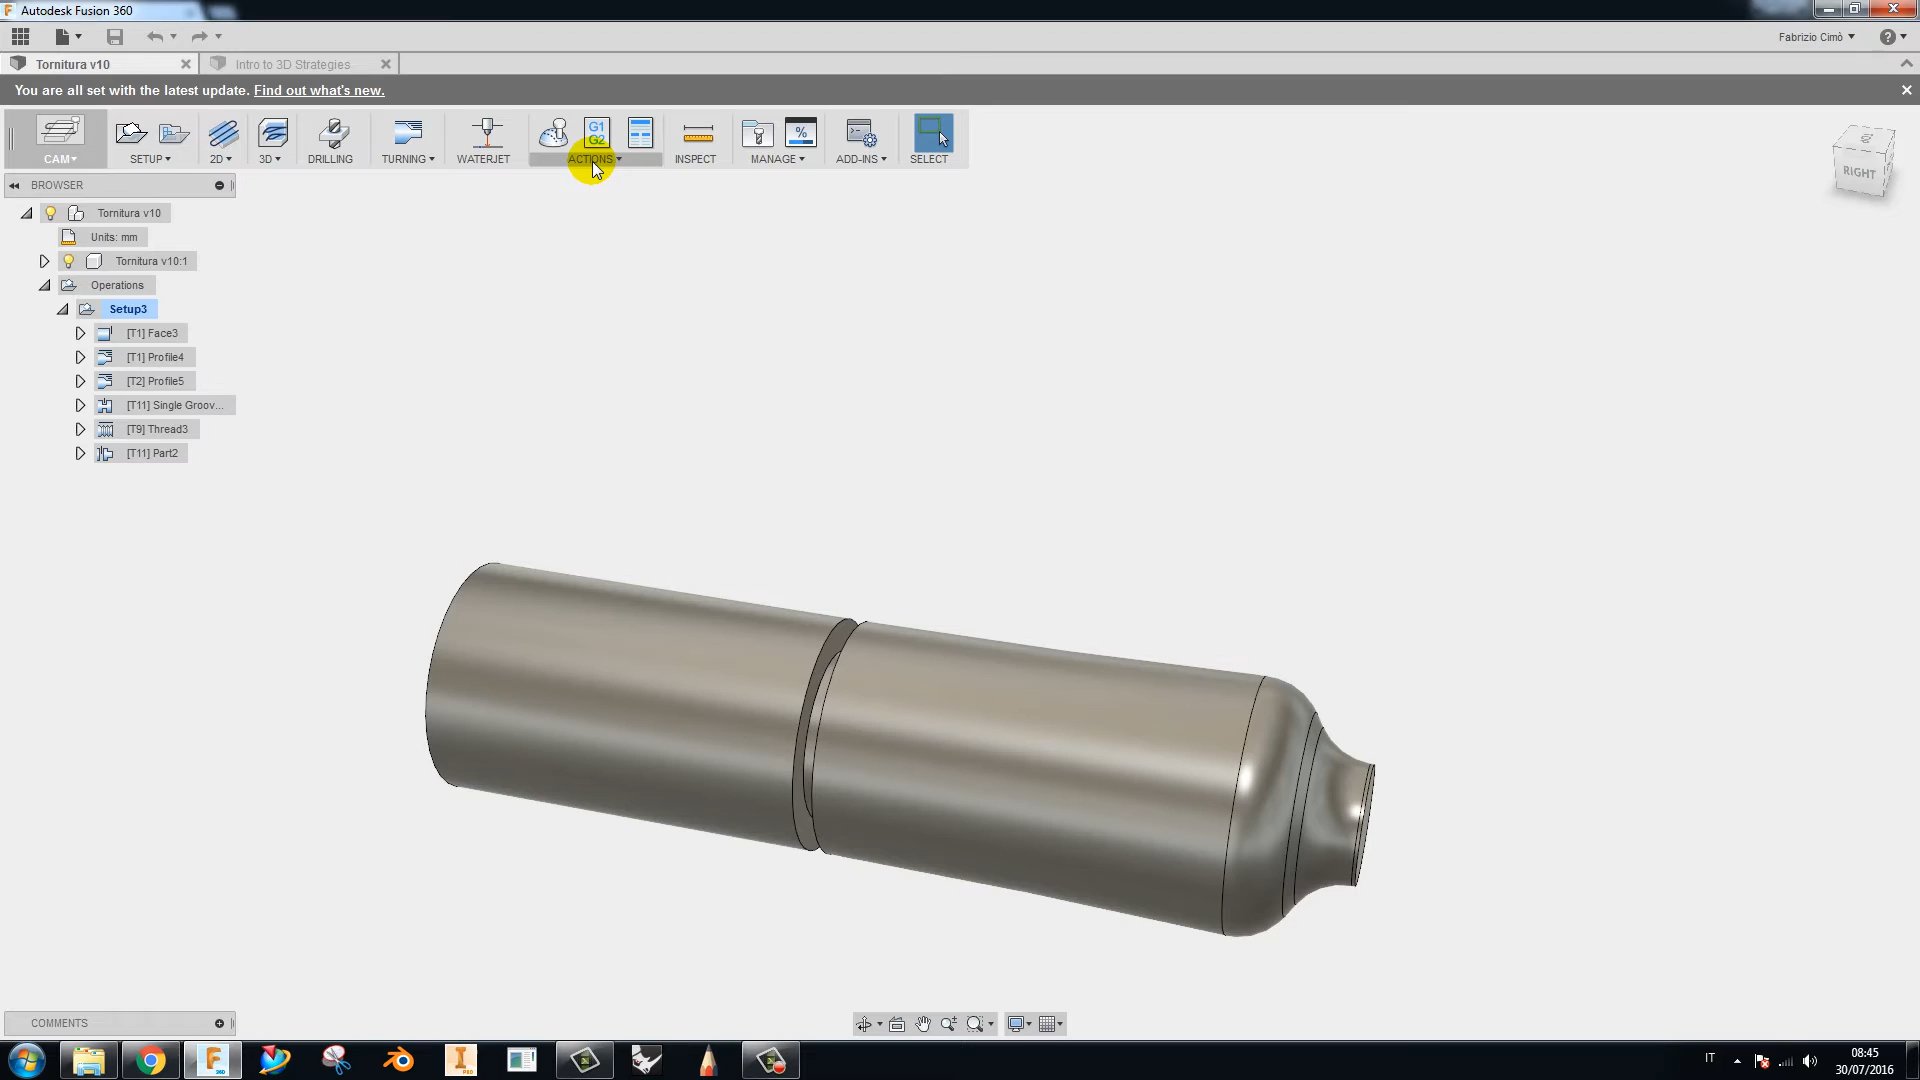 Autodesk Fusion 360
Fabrizio Cimò
Tornitura v10
Intro to 3D Strategies
You are all set with the latest update. Find out what's new.
G1
G2
%
CAM
SETUP
2D
3D
DRILLING
TURNING
WATERJET
ACTIONS
INSPECT
MANAGE
ADD-INS
SELECT
RIGHT
BROWSER
Tornitura v10
Units: mm
Tornitura v10:1
Operations
Setup3
[T1] Face3
[T1] Profile4
[T2] Profile5
[T11] Single Groov...
[T9] Thread3
[T11] Part2
COMMENTS
IT
08:45
30/07/2016